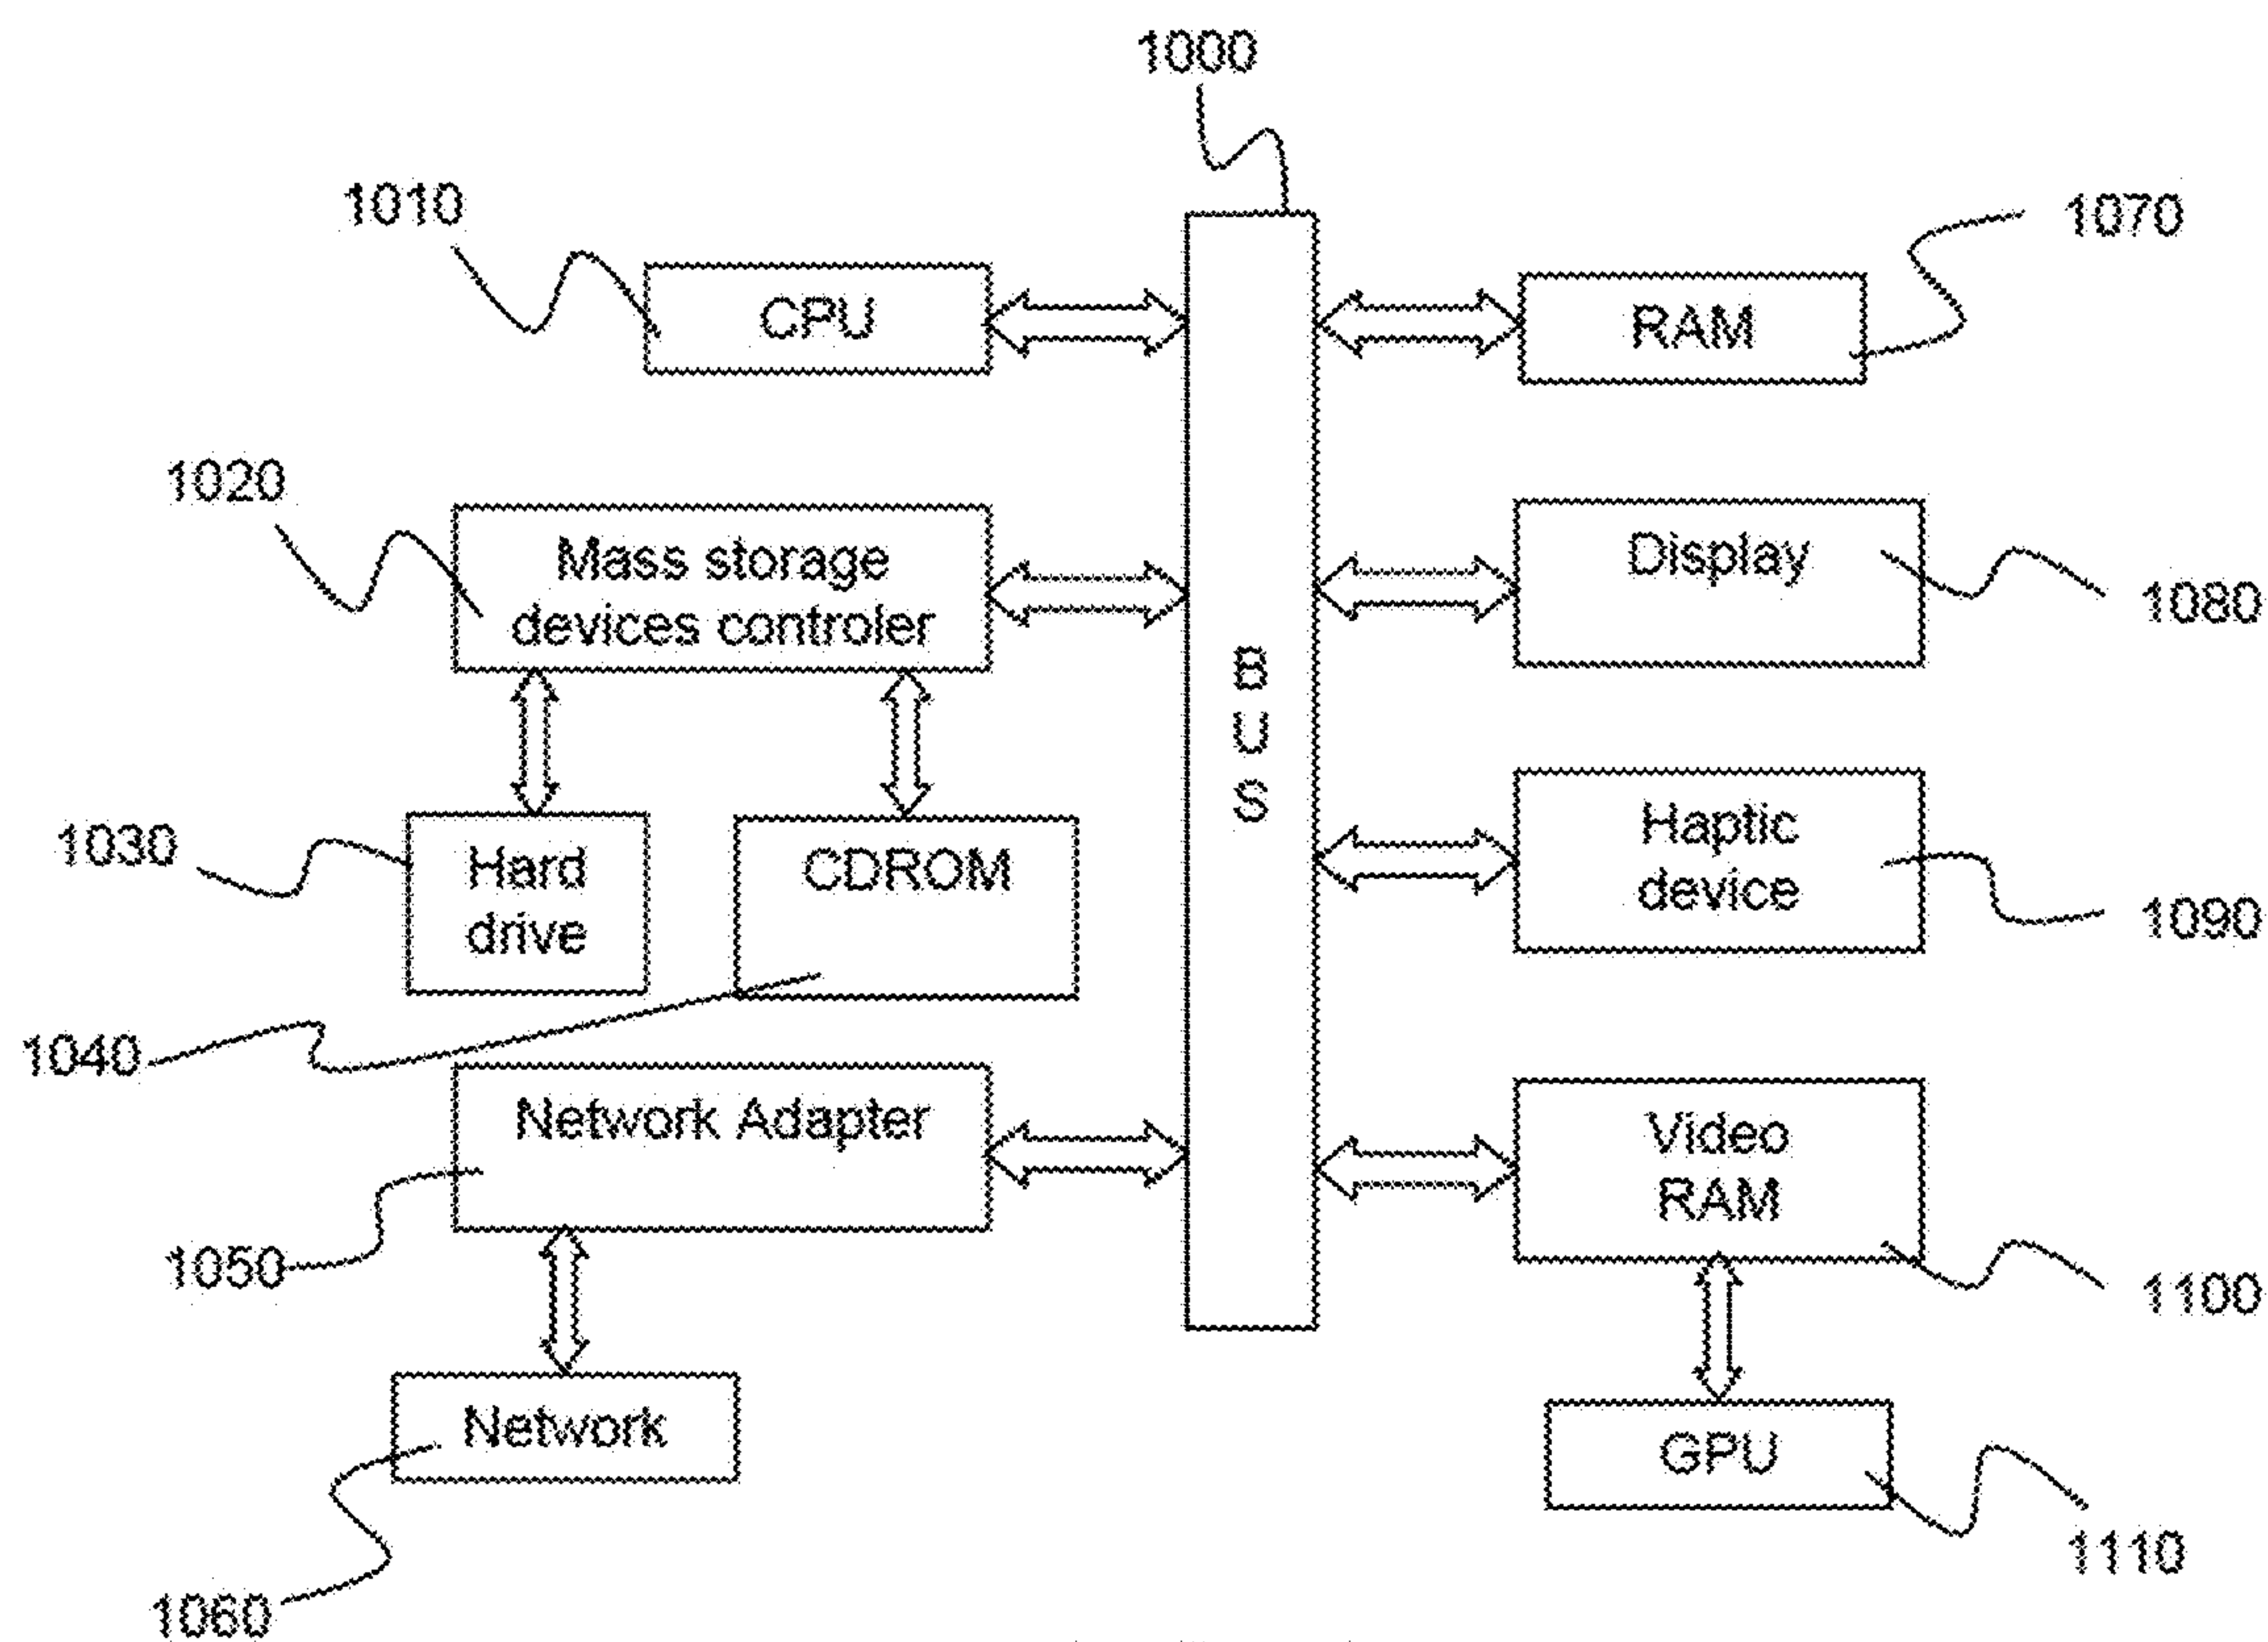 1000
1010
CPU
RAM
1070
1020
Mass storage
devices controler
Display
1080
B
U
S
1030
Hard
drive
CDROM
Haptic
device
1090
1040
Network Adapter
1050
Video
RAM
1100
Network
1060
GPU
1110